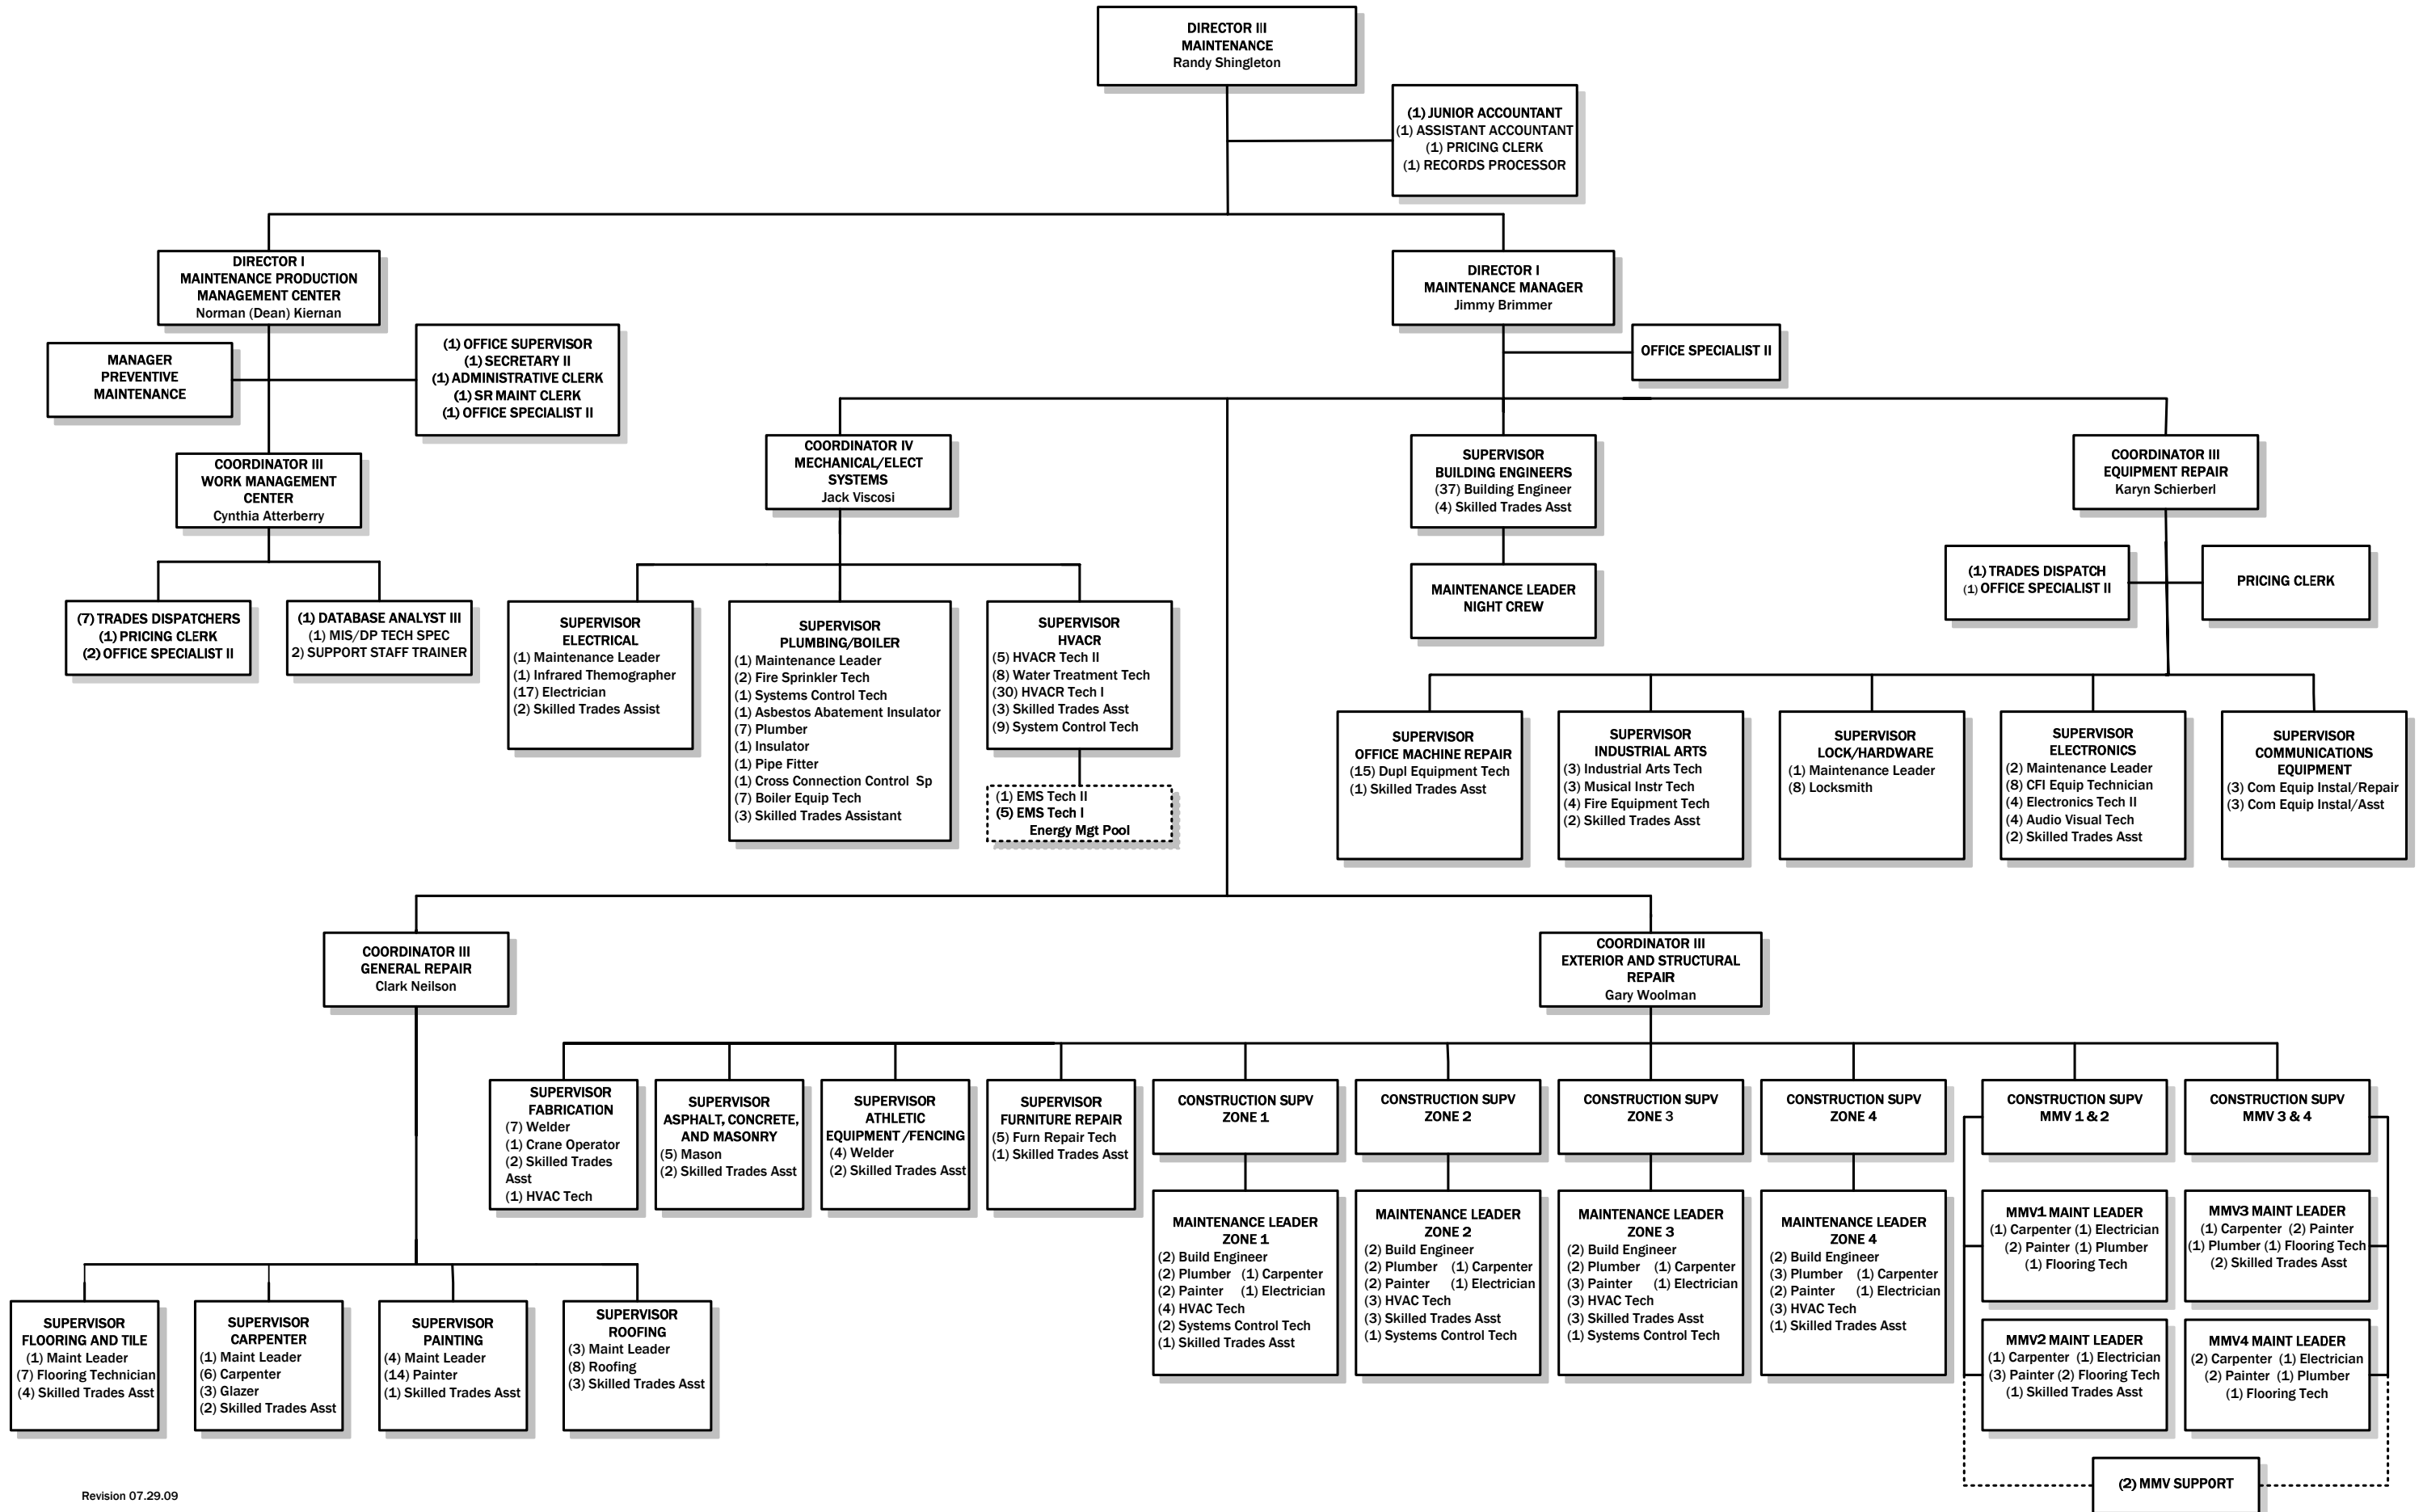 DIRECTOR III
MAINTENANCE
Randy Shingleton
(1) JUNIOR ACCOUNTANT
(1) ASSISTANT ACCOUNTANT
(1) PRICING CLERK
(1) RECORDS PROCESSOR
DIRECTOR I
MAINTENANCE PRODUCTION
MANAGEMENT CENTER
Norman (Dean) Kiernan
DIRECTOR I
MAINTENANCE MANAGER
Jimmy Brimmer
MANAGER
PREVENTIVE
MAINTENANCE
(1) OFFICE SUPERVISOR
(1) SECRETARY II
(1) ADMINISTRATIVE CLERK
(1) SR MAINT CLERK
(1) OFFICE SPECIALIST II
OFFICE SPECIALIST II
COORDINATOR III
WORK MANAGEMENT
CENTER
Cynthia Atterberry
COORDINATOR IV
MECHANICAL/ELECT
SYSTEMS
Jack Viscosi
SUPERVISOR
BUILDING ENGINEERS
(37) Building Engineer
(4) Skilled Trades Asst
COORDINATOR III
EQUIPMENT REPAIR
Karyn Schierberl
MAINTENANCE LEADER
NIGHT CREW
(1) TRADES DISPATCH
(1) OFFICE SPECIALIST II
PRICING CLERK
(7) TRADES DISPATCHERS
(1) PRICING CLERK
(2) OFFICE SPECIALIST II
(1) DATABASE ANALYST III
(1) MIS/DP TECH SPEC
2) SUPPORT STAFF TRAINER
SUPERVISOR
ELECTRICAL
(1) Maintenance Leader
(1) Infrared Themographer
(17) Electrician
(2) Skilled Trades Assist
SUPERVISOR
PLUMBING/BOILER
(1) Maintenance Leader
(2) Fire Sprinkler Tech
(1) Systems Control Tech
(1) Asbestos Abatement Insulator
(7) Plumber
(1) Insulator
(1) Pipe Fitter
(1) Cross Connection Control Sp
(7) Boiler Equip Tech
(3) Skilled Trades Assistant
SUPERVISOR
HVACR
(5) HVACR Tech II
(8) Water Treatment Tech
(30) HVACR Tech I
(3) Skilled Trades Asst
(9) System Control Tech
(1) EMS Tech II
(5) EMS Tech I
Energy Mgt Pool
SUPERVISOR
OFFICE MACHINE REPAIR
(15) Dupl Equipment Tech
(1) Skilled Trades Asst
SUPERVISOR
INDUSTRIAL ARTS
(3) Industrial Arts Tech
(3) Musical Instr Tech
(4) Fire Equipment Tech
(2) Skilled Trades Asst
SUPERVISOR
LOCK/HARDWARE
(1) Maintenance Leader
(8) Locksmith
SUPERVISOR
ELECTRONICS
(2) Maintenance Leader
(8) CFI Equip Technician
(4) Electronics Tech II
(4) Audio Visual Tech
(2) Skilled Trades Asst
SUPERVISOR
COMMUNICATIONS
EQUIPMENT
(3) Com Equip Instal/Repair
(3) Com Equip Instal/Asst
COORDINATOR III
GENERAL REPAIR
Clark Neilson
COORDINATOR III
EXTERIOR AND STRUCTURAL
REPAIR
Gary Woolman
SUPERVISOR
FABRICATION
(7) Welder
(1) Crane Operator
(2) Skilled Trades
Asst
(1) HVAC Tech
SUPERVISOR
ASPHALT, CONCRETE,
AND MASONRY
(5) Mason
(2) Skilled Trades Asst
SUPERVISOR
ATHLETIC
EQUIPMENT /FENCING
(4) Welder
(2) Skilled Trades Asst
SUPERVISOR
FURNITURE REPAIR
(5) Furn Repair Tech
(1) Skilled Trades Asst
CONSTRUCTION SUPV
ZONE 1
CONSTRUCTION SUPV
ZONE 2
CONSTRUCTION SUPV
ZONE 3
CONSTRUCTION SUPV
ZONE 4
CONSTRUCTION SUPV
MMV 1 & 2
CONSTRUCTION SUPV
MMV 3 & 4
MAINTENANCE LEADER
ZONE 1
(2) Build Engineer
(2) Plumber (1) Carpenter
(2) Painter (1) Electrician
(4) HVAC Tech
(2) Systems Control Tech
(1) Skilled Trades Asst
MAINTENANCE LEADER
ZONE 2
(2) Build Engineer
(2) Plumber (1) Carpenter
(2) Painter (1) Electrician
(3) HVAC Tech
(3) Skilled Trades Asst
(1) Systems Control Tech
MAINTENANCE LEADER
ZONE 3
(2) Build Engineer
(2) Plumber (1) Carpenter
(3) Painter (1) Electrician
(3) HVAC Tech
(3) Skilled Trades Asst
(1) Systems Control Tech
MAINTENANCE LEADER
ZONE 4
(2) Build Engineer
(3) Plumber (1) Carpenter
(2) Painter (1) Electrician
(3) HVAC Tech
(1) Skilled Trades Asst
MMV1 MAINT LEADER
(1) Carpenter (1) Electrician
(2) Painter (1) Plumber
(1) Flooring Tech
MMV3 MAINT LEADER
(1) Carpenter (2) Painter
(1) Plumber (1) Flooring Tech
(2) Skilled Trades Asst
MMV2 MAINT LEADER
(1) Carpenter (1) Electrician
(3) Painter (2) Flooring Tech
(1) Skilled Trades Asst
MMV4 MAINT LEADER
(2) Carpenter (1) Electrician
(2) Painter (1) Plumber
(1) Flooring Tech
SUPERVISOR
FLOORING AND TILE
(1) Maint Leader
(7) Flooring Technician
(4) Skilled Trades Asst
SUPERVISOR
CARPENTER
(1) Maint Leader
(6) Carpenter
(3) Glazer
(2) Skilled Trades Asst
SUPERVISOR
PAINTING
(4) Maint Leader
(14) Painter
(1) Skilled Trades Asst
SUPERVISOR
ROOFING
(3) Maint Leader
(8) Roofing
(3) Skilled Trades Asst
(2) MMV SUPPORT
Revision 07.29.09